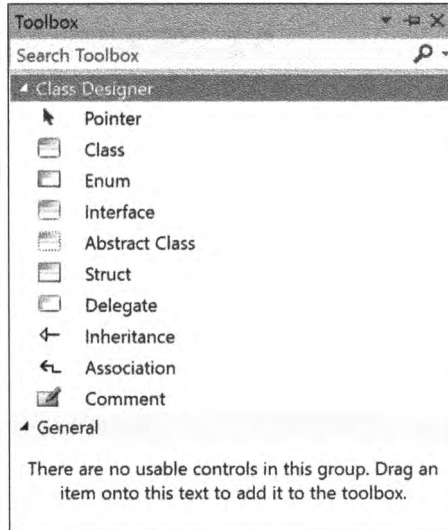 Toolbox
Search Toolbox
Class Designer
Pointer
Class
Enum
Interface
Abstract Class
Struct
Delegate
Inheritance
Association
Comment
General
There are no usable controls in this group. Drag an
item onto this text to add it to the toolbox.